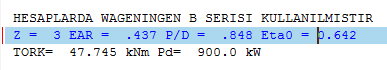 HESAPLARDA WAGENINGEN B SERISI KULLANILMISTIR
Z = 3 EAR = .437 P/D = .848 Eta0 = 0.642
TORK= 47.745 kNm Pd= 900.0 kW